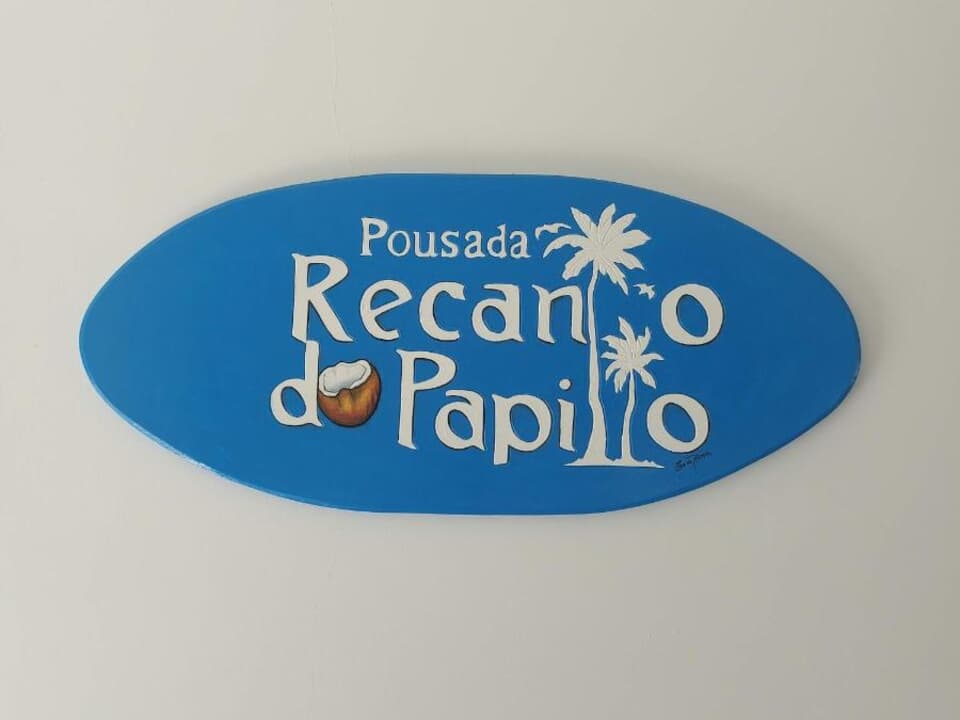 Pousada
Recanto
do Papillo